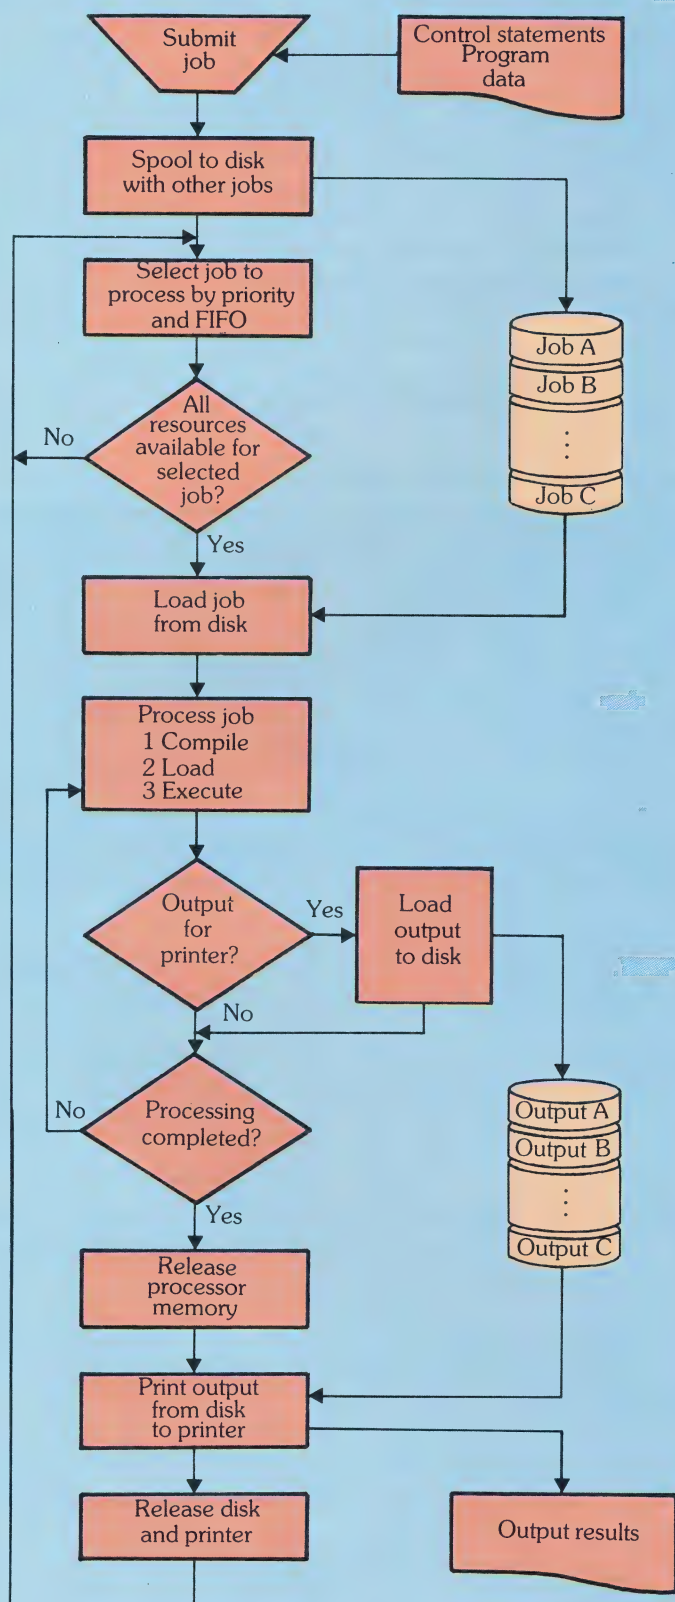 Submit
job
Control statements
Program
data
Spool to disk
with other jobs
Select job to
process by priority
and FIFO
Job A
Job B
Job C
All
resources
available for
selected
job?
No
Yes
Load job
from disk
Process job
1 Compile
2 Load
3 Execute
Output
for
printer?
Yes
Load
output
to disk
No
Processing
completed?
No
Output A
Output B
Output C
Yes
Release
processor
memory
Print output
from disk
to printer
Release disk
and printer
Output results